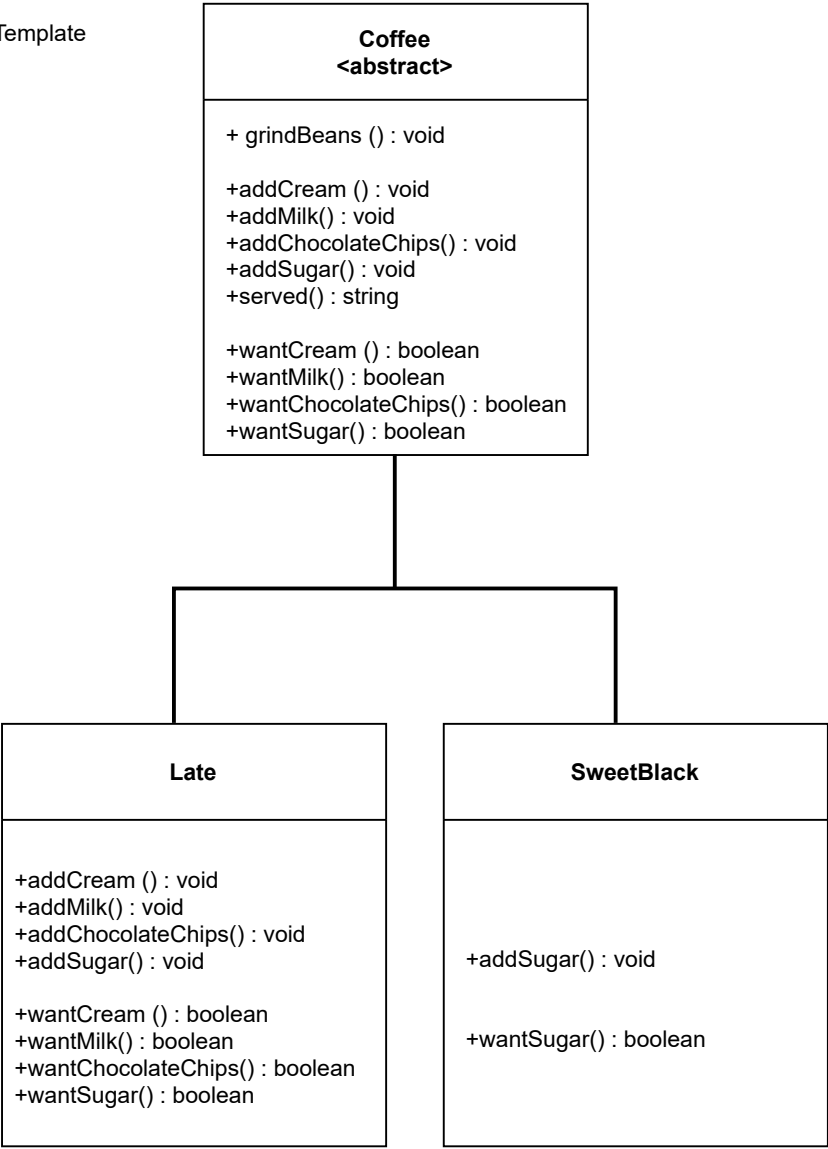 Template
Coffee
<abstract>
+ grindBeans () : void
+addCream () : void
+addMilk() : void
+addChocolateChips() : void
+addSugar() : void
+served() : string
+wantCream () : boolean
+wantMilk() : boolean
+wantChocolateChips() : boolean
+wantSugar() : boolean
Late
+addCream () : void
+addMilk() : void
+addChocolateChips() : void
+addSugar() : void
+wantCream () : boolean
+wantMilk() : boolean
+wantChocolateChips() : boolean
+wantSugar() : boolean
SweetBlack
+addSugar() : void
+wantSugar() : boolean